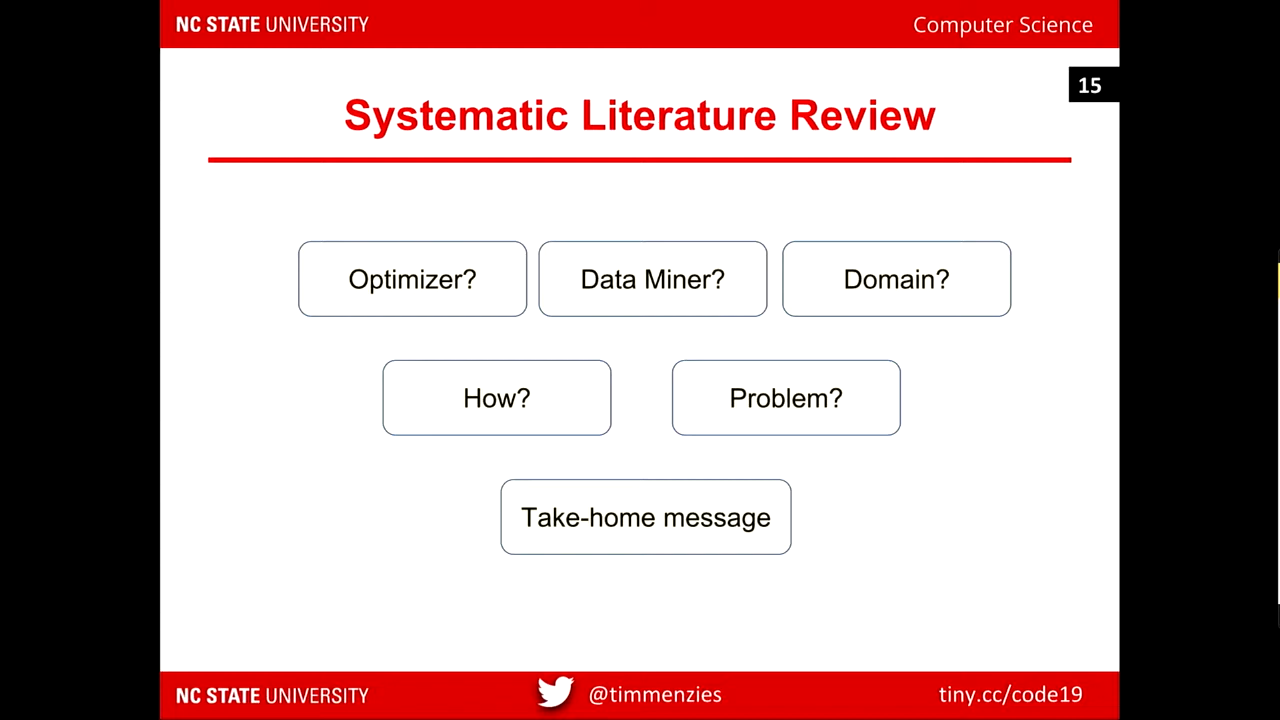 NC STATE UNIVERSITY
Computer Science
15
Systematic Literature Review
Optimizer?
Data Miner?
Domain?
How?
Problem?
Take-home message
NC STATE UNIVERSITY
@timmenzies
tiny.cc/code19